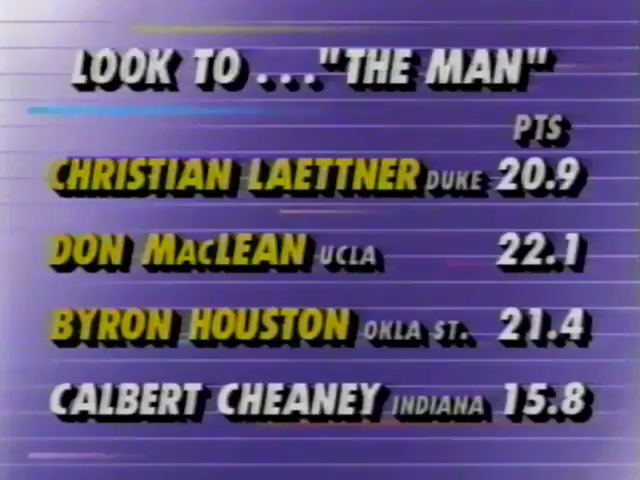 LOOK TO ..."THE MAN"
PTS
CHRISTIAN LAETTNER DUKE 20.9
DON MACLEAN UCLA 22.1
BYRON HOUSTON OKLA ST. 21.4
CALBERT CHEANEY INDIANA 15.8